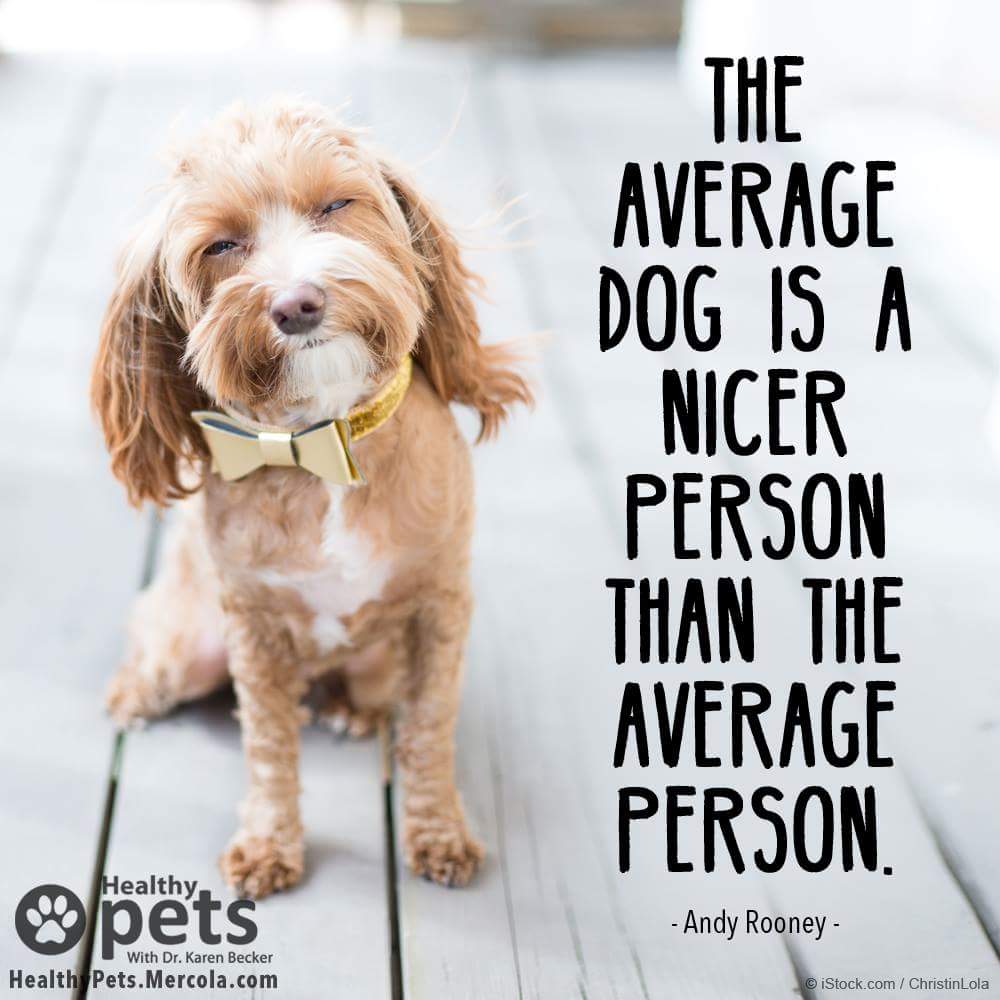 THE
AVERAGE
DOG IS A
NICER
PERSON
THAN THE
AVERAGE
PERSON.
- Andy Rooney -
Healthy
pets
With Dr. Karen Becker
HealthyPets.Mercola.com
© iStock.com / ChristinLola